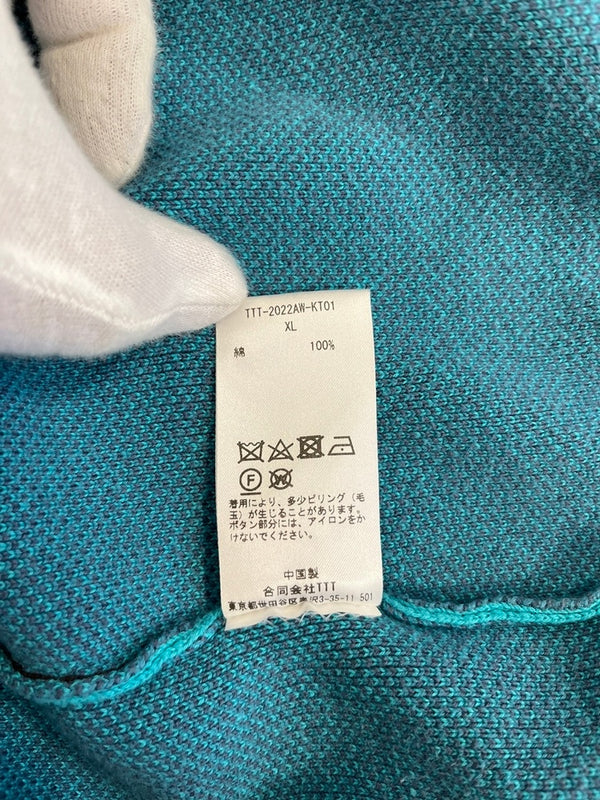 TTT-2022AW-KT01
XL
綿 100%
F
W
着用により、多少ピリング(毛
玉)が生じることがあります。
ボタン部分には、アイロンをか
けないでください。
中国製
合同会社TTT
東京都世田谷区奥沢3-35-11 501